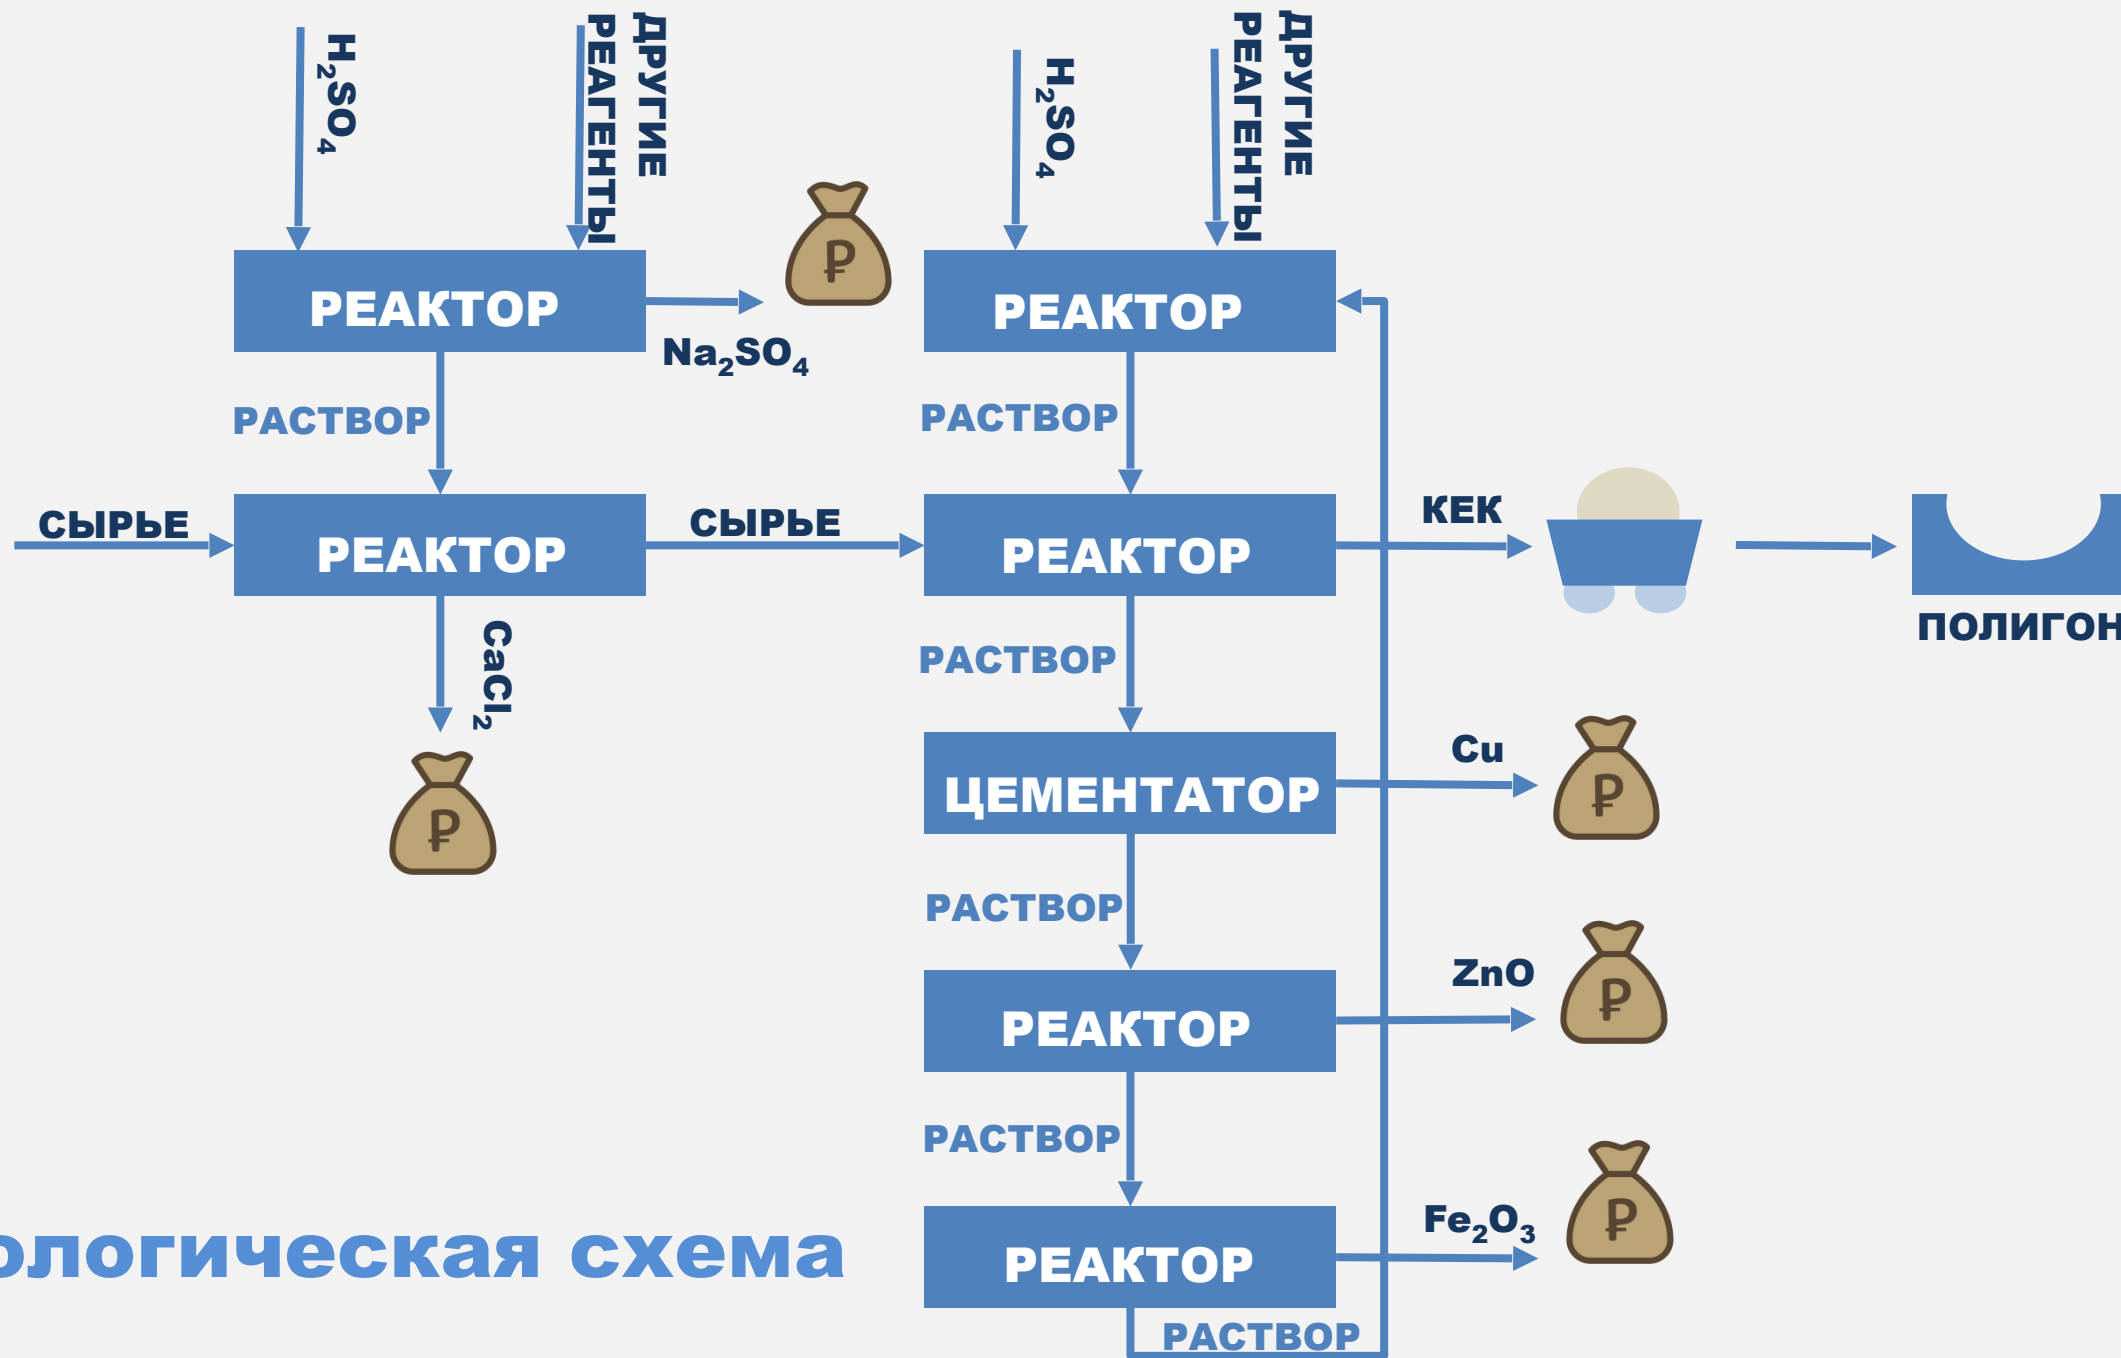 H₂SO₄
ДРУГИЕ
РЕАГЕНТЫ
H₂SO₄
ДРУГИЕ
РЕАГЕНТЫ
РЕАКТОР
Na₂SO₄
РЕАКТОР
РАСТВОР
РАСТВОР
СЫРЬЕ
РЕАКТОР
СЫРЬЕ
РЕАКТОР
КЕК
ПОЛИГОН
CaCl₂
РАСТВОР
ЦЕМЕНТАТОР
Cu
РАСТВОР
РЕАКТОР
ZnO
РАСТВОР
РЕАКТОР
Fe₂O₃
РАСТВОР
ологическая схема
₽
₽
₽
₽
₽